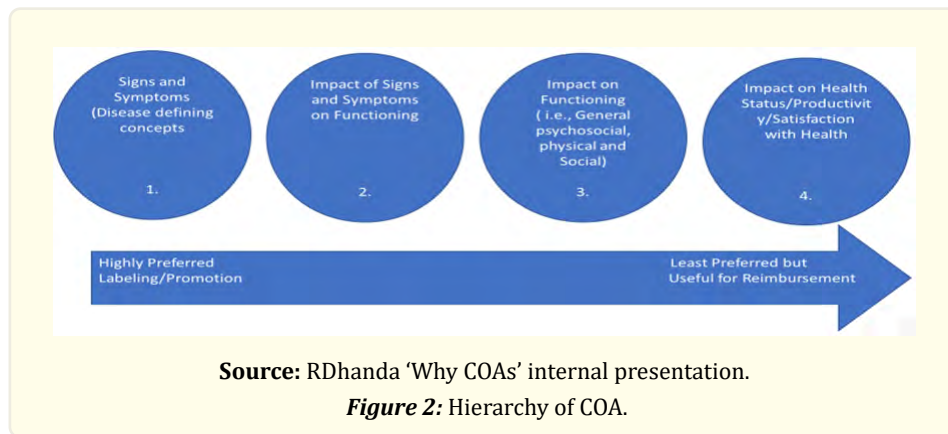 Signs and
Symptoms
(Disease defining
concepts
1.
Impact of Signs
and Symptoms
on Functioning
2.
Impact on
Functioning
( i.e., General
psychosocial,
physical and
Social)
3.
Impact on Health
Status/Productivit
y/Satisfaction
with Health
4.
Highly Preferred
Labeling/Promotion
Least Preferred but
Useful for Reimbursement
Source: RDhanda ‘Why COAs’ internal presentation.
Figure 2: Hierarchy of COA.